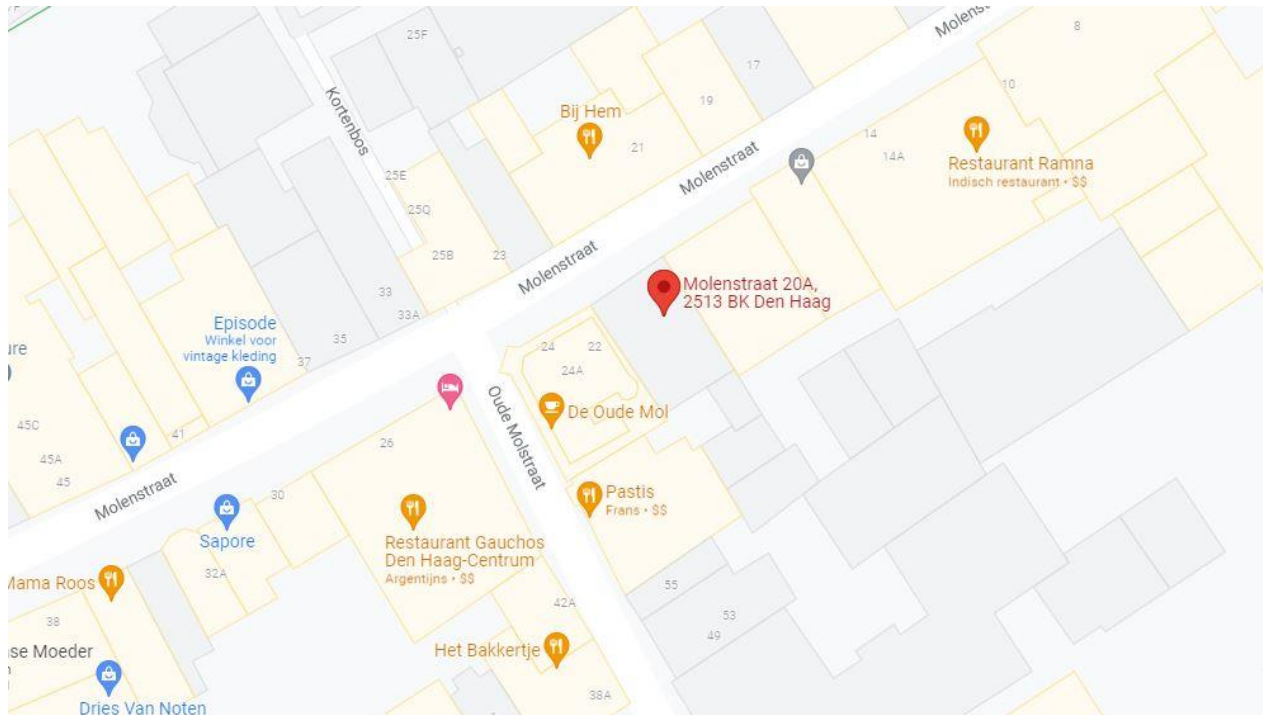 Molenstraat
8
25F
17
10
Kortenbos
Bij Hem
19
21
14
14A
Restaurant Ramna
Indisch restaurant • $$
Molenstraat
25E
25Q
25B
23
Molenstraat
Molenstraat 20A,
2513 BK Den Haag
33
33A
Episode
Winkel voor
vintage kleding
35
37
24
22
24A
De Oude Mol
Oude Molstraat
45C
41
45A
45
26
Molenstraat
30
Pastis
Frans • $$
Sapore
Restaurant Gauchos
Den Haag-Centrum
Argentijns • $$
32A
Mama Roos
38
42A
55
53
49
Het Bakkertje
se Moeder
38A
Dries Van Noten